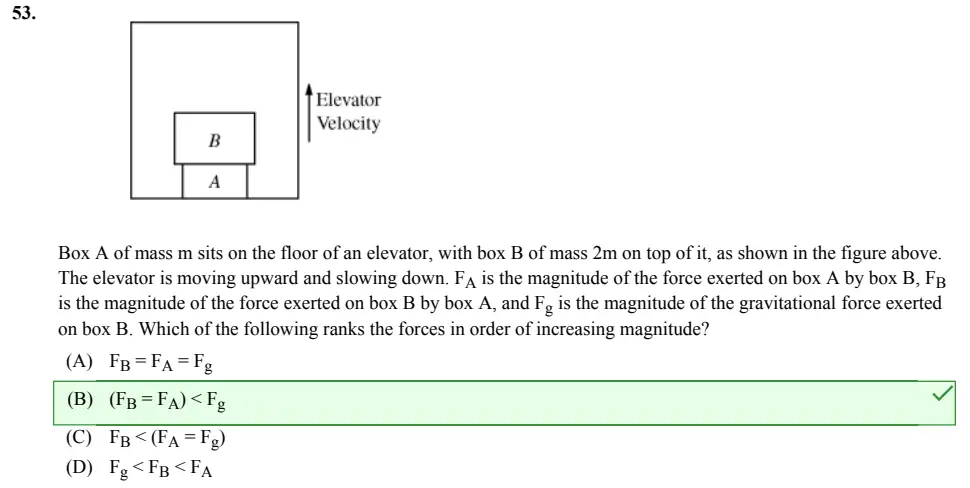 53.
Elevator
Velocity
B
A
Box A of mass m sits on the floor of an elevator, with box B of mass 2m on top of it, as shown in the figure above.
The elevator is moving upward and slowing down. FA is the magnitude of the force exerted on box A by box B, FB
is the magnitude of the force exerted on box B by box A, and Fg is the magnitude of the gravitational force exerted
on box B. Which of the following ranks the forces in order of increasing magnitude?
(A) FB = FA = Fg
(B) (FB = FA) < Fg
(C) FB < (FA = Fg)
(D) Fg < FB < FA